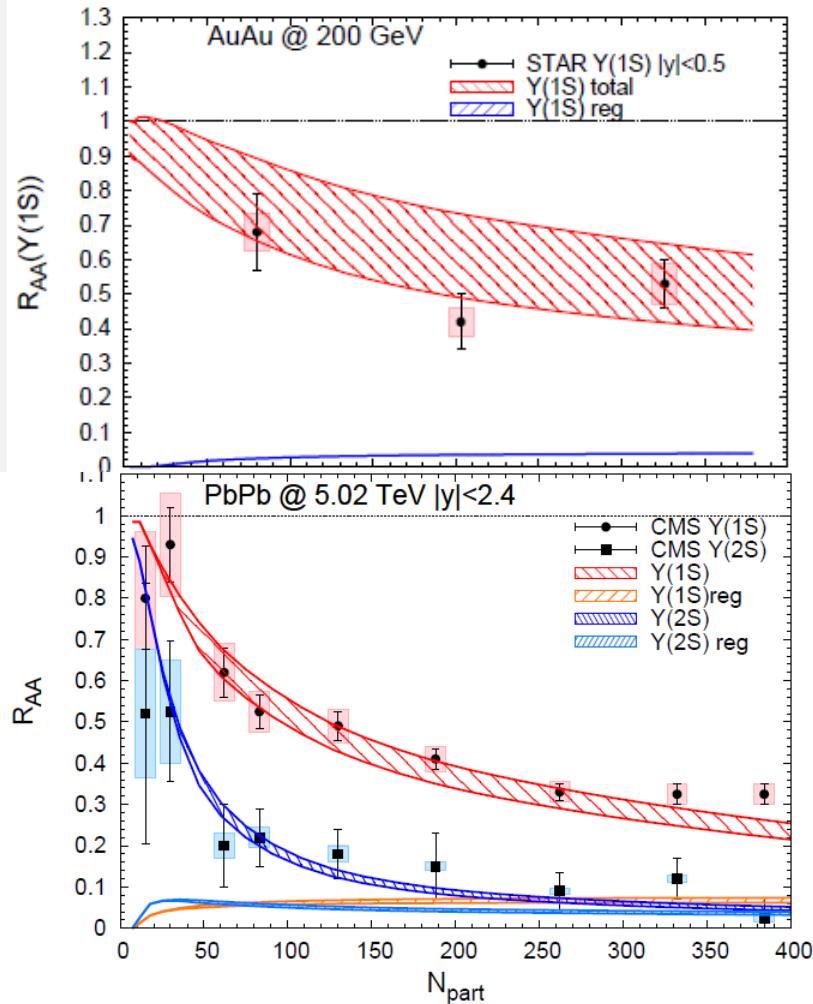 AuAu @ 200 GeV
STAR Y(1S) |y|<0.5
Y(1S) total
Y(1S) reg
R_AA(Y(1S))
1.3
1.2
1.1
1
0.9
0.8
0.7
0.6
0.5
0.4
0.3
0.2
0.1
0
PbPb @ 5.02 TeV |y|<2.4
CMS Y(1S)
CMS Y(2S)
Y(1S)
Y(1S)reg
Y(2S)
Y(2S) reg
R_AA
1
0.9
0.8
0.7
0.6
0.5
0.4
0.3
0.2
0.1
0
0 50 100 150 200 250 300 350 400
N_part